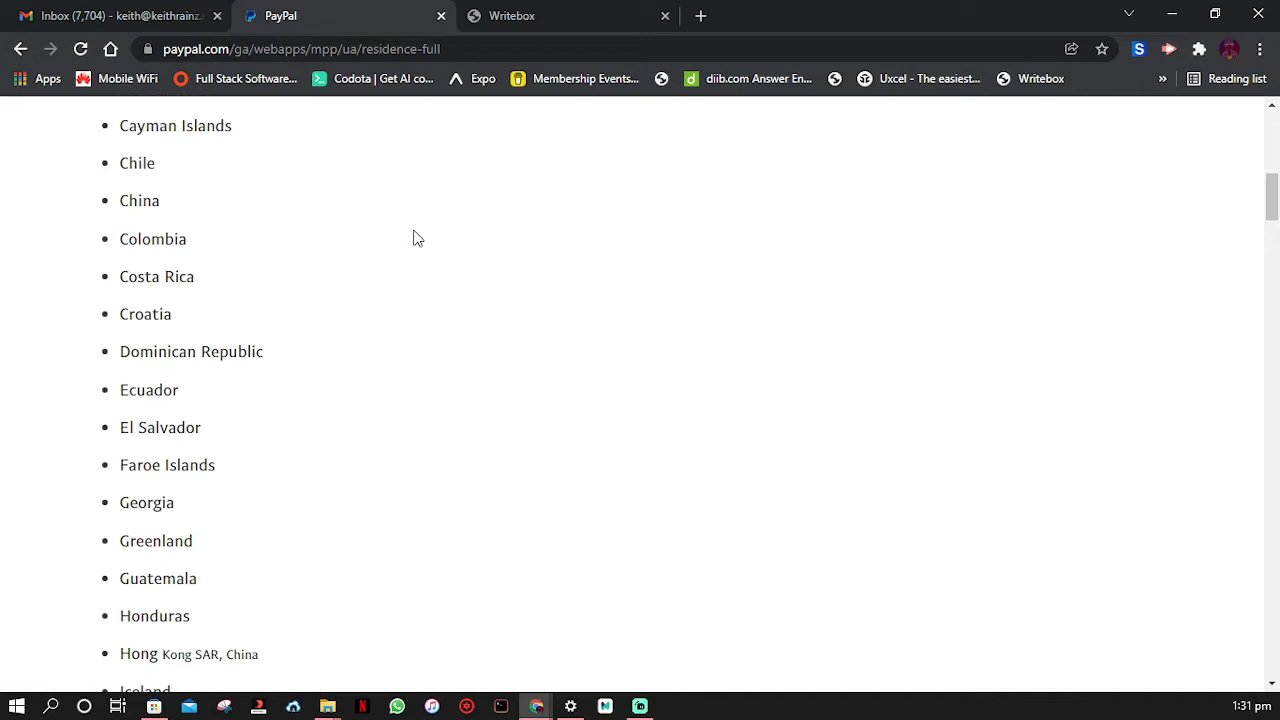 Inbox (7,704) - keith@keithrainz.
PayPal
Writebox
paypal.com/ga/webapps/mpp/ua/residence-full
Apps
Mobile WiFi
Full Stack Software...
Codota | Get AI co...
Expo
Membership Events...
diib.com Answer En...
Uxcel - The easiest...
Writebox
»
Reading list
• Cayman Islands
• Chile
• China
• Colombia
• Costa Rica
• Croatia
• Dominican Republic
• Ecuador
• El Salvador
• Faroe Islands
• Georgia
• Greenland
• Guatemala
• Honduras
• Hong Kong SAR, China
• Iceland
1:31 pm